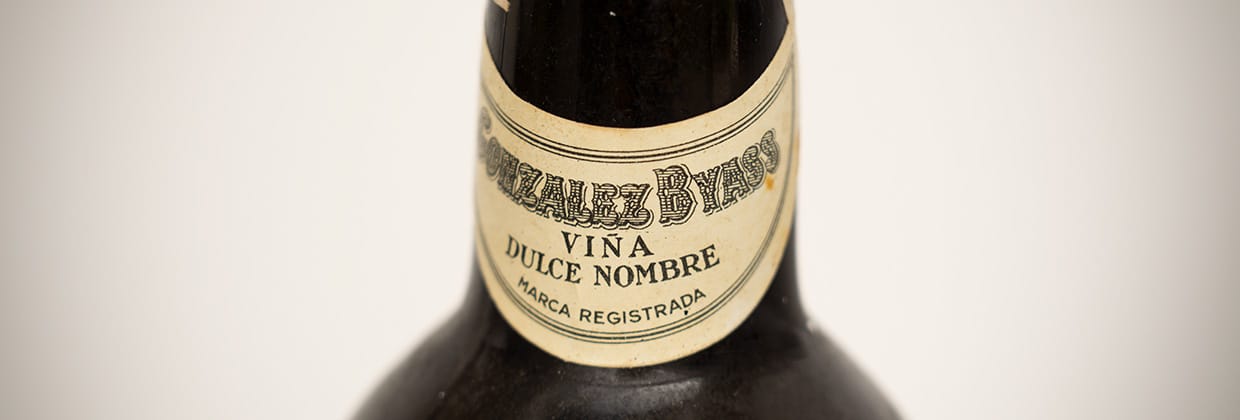 GONZALEZ BYASS
VIÑA
DULCE NOMBRE
MARCA REGISTRADA